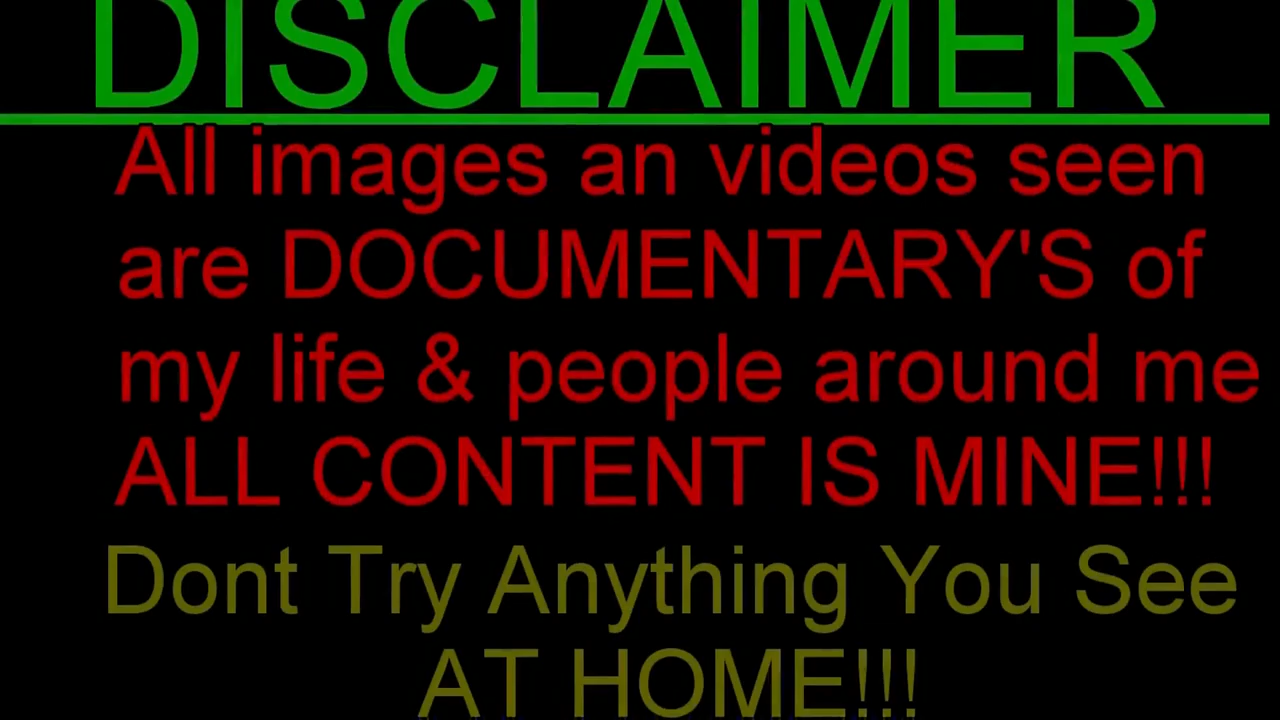 DISCLAIMER
All images an videos seen
are DOCUMENTARY'S of
my life & people around me
ALL CONTENT IS MINE!!!
Dont Try Anything You See
AT HOME!!!